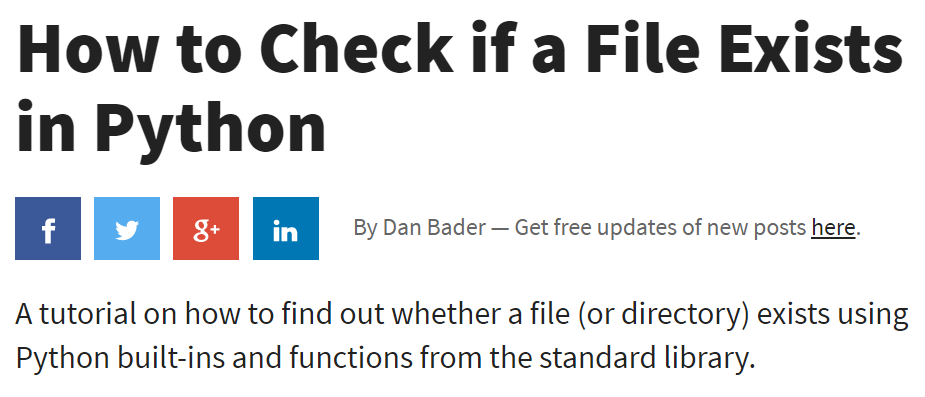 How to Check if a File Exists
in Python
f g+ in By Dan Bader — Get free updates of new posts here.
A tutorial on how to find out whether a file (or directory) exists using
Python built-ins and functions from the standard library.